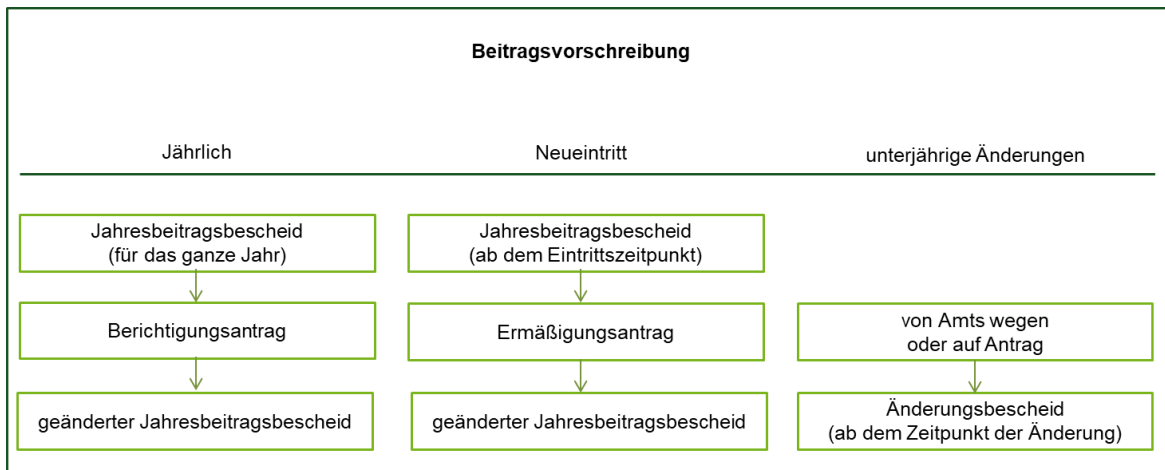 Beitragsvorschreibung
Jährlich
Neueintritt
unterjährige Änderungen
Jahresbeitragsbescheid
(für das ganze Jahr)
Jahresbeitragsbescheid
(ab dem Eintrittszeitpunkt)
Berichtigungsantrag
Ermäßigungsantrag
von Amts wegen
oder auf Antrag
geänderter Jahresbeitragsbescheid
geänderter Jahresbeitragsbescheid
Änderungsbescheid
(ab dem Zeitpunkt der Änderung)